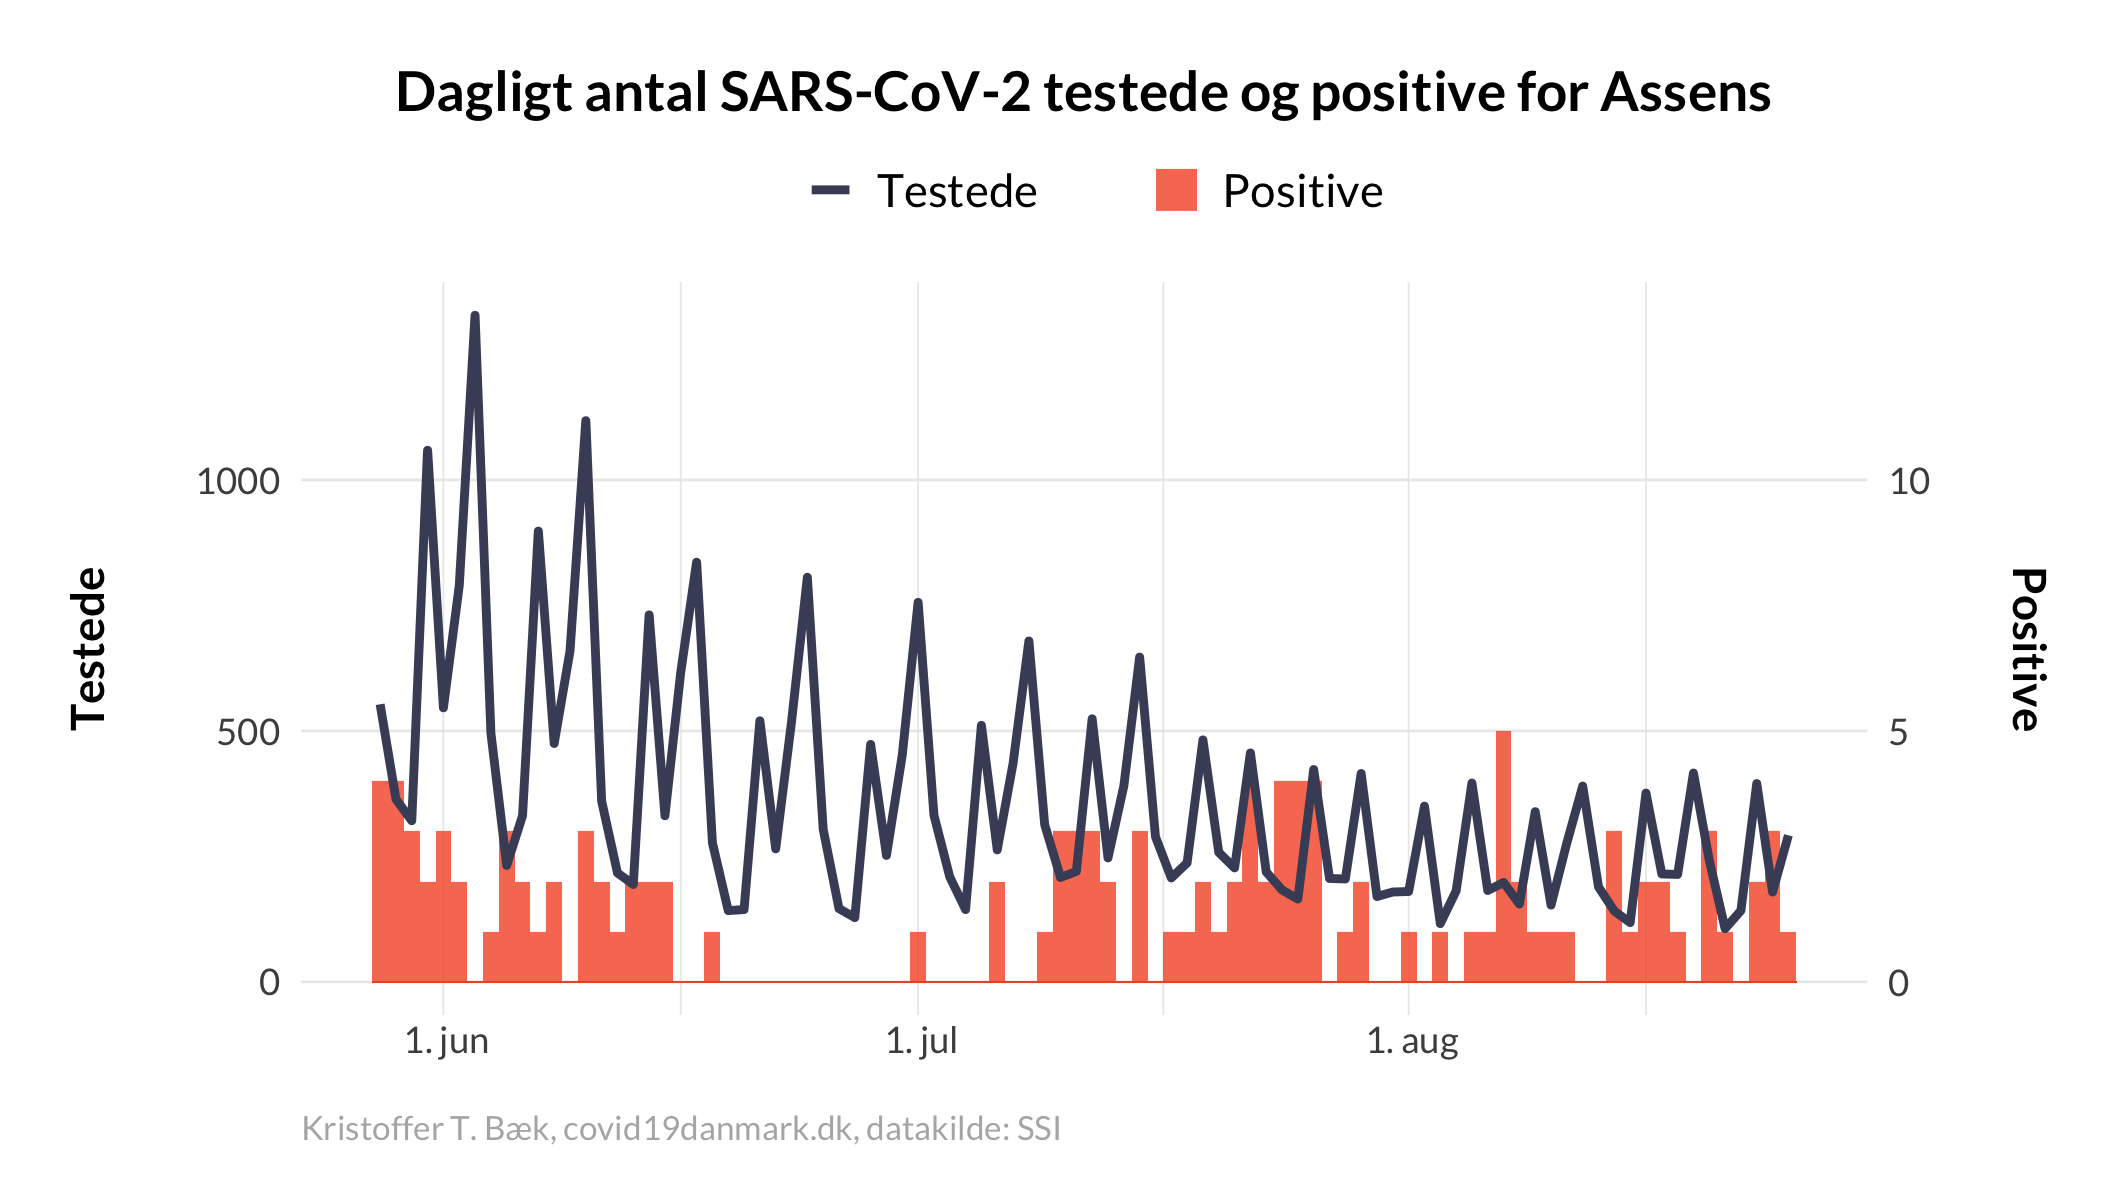 Dagligt antal SARS-CoV-2 testede og positive for Assens
Testede
Positive
1000
500
0
Testede
10
5
0
Positive
1. jun
1. jul
1. aug
Kristoffer T. Bæk, covid19danmark.dk, datakilde: SSI